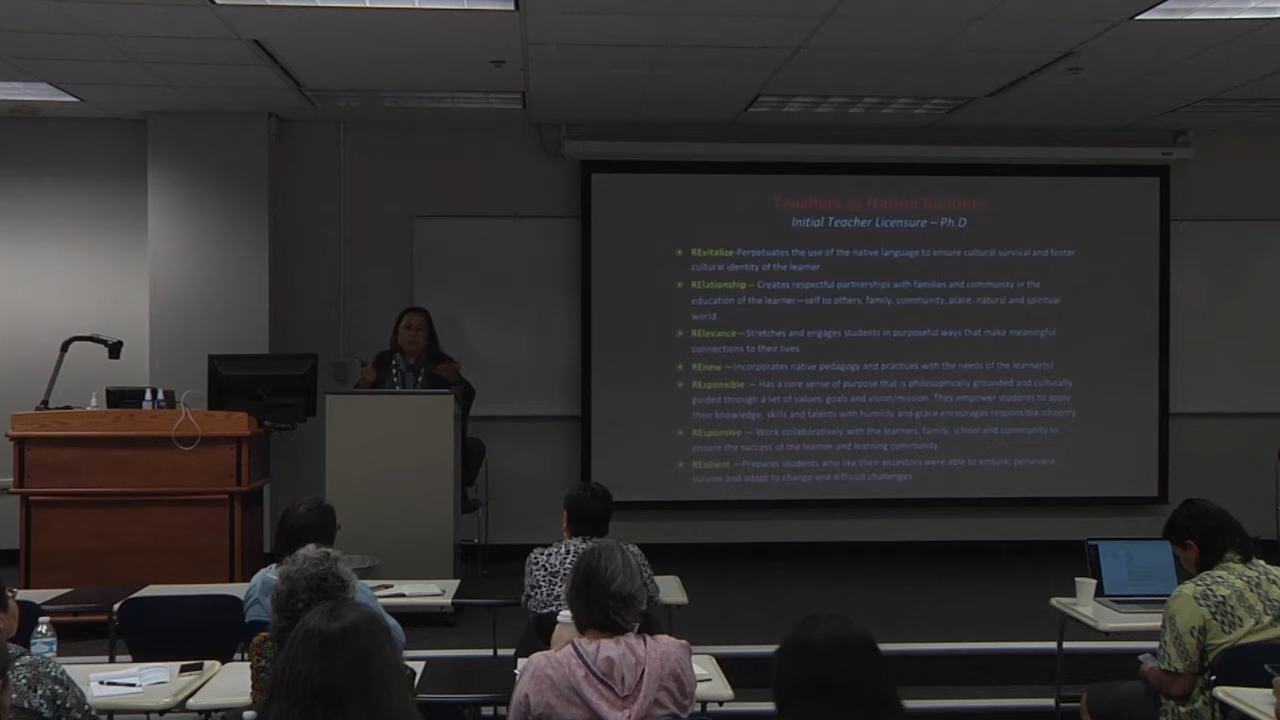 Teachers as Nation Builders
Initial Teacher Licensure – Ph.D
REvitalize-Perpetuates the use of the native language to ensure cultural survival and foster
cultural identity of the learner.
RElationship – Creates respectful partnerships with families and community in the
education of the learner—self to others, family, community, place, natural and spiritual
world
RElevance—Stretches and engages students in purposeful ways that make meaningful
connections to their lives
REnew —Incorporates native pedagogy and practices with the needs of the learner(s)
REsponsible — Has a core sense of purpose that is philosophically grounded and culturally
guided through a set of values, goals and vision/mission. They empower students to apply
their knowledge, skills and talents with humility and grace encourages responsible citizenry
REsponsive — Work collaboratively with the learners, family, school and community to
ensure the success of the learner and learning community.
REsilient —Prepares students who like their ancestors were able to endure, persevere,
survive and adapt to change and difficult challenges